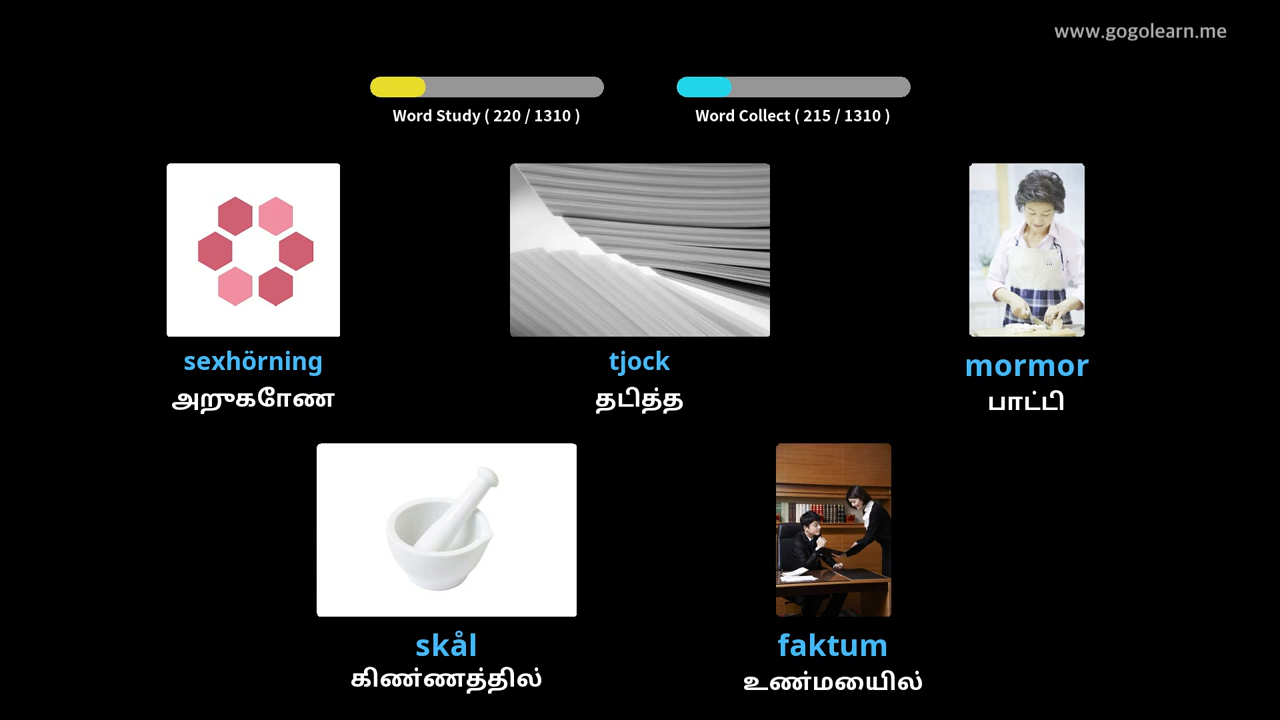 www.gogolearn.me
Word Study ( 220 / 1310 )
Word Collect ( 215 / 1310 )
sexhörning
அறுகோண
tjock
தடித்த
mormor
பாட்டி
skål
கிண்ணத்தில்
faktum
உண்மையில்